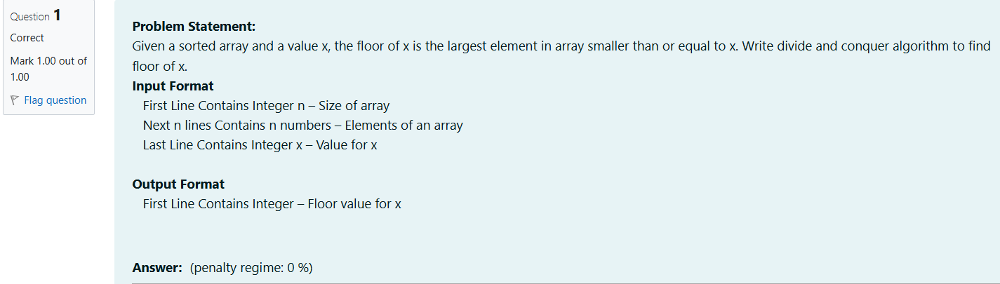 Question 1
Correct
Mark 1.00 out of
1.00
Flag question
Problem Statement:
Given a sorted array and a value x, the floor of x is the largest element in array smaller than or equal to x. Write divide and conquer algorithm to find
floor of x.
Input Format
First Line Contains Integer n – Size of array
Next n lines Contains n numbers – Elements of an array
Last Line Contains Integer x – Value for x
Output Format
First Line Contains Integer – Floor value for x
Answer: (penalty regime: 0 %)